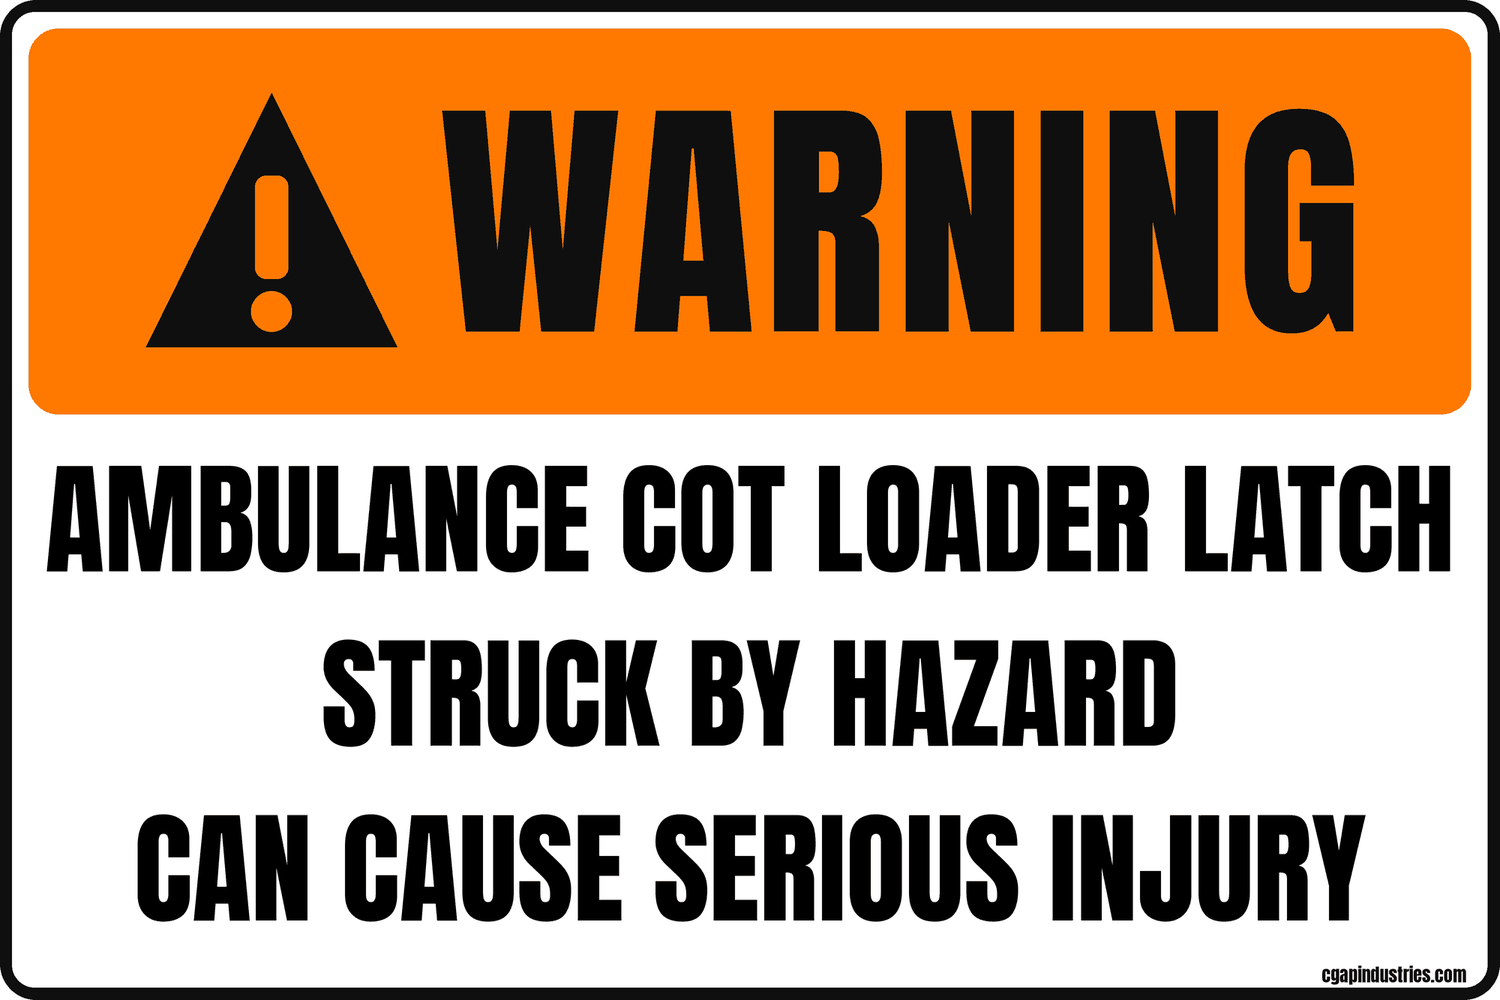 WARNING
AMBULANCE COT LOADER LATCH
STRUCK BY HAZARD
CAN CAUSE SERIOUS INJURY
cgapindustries.com